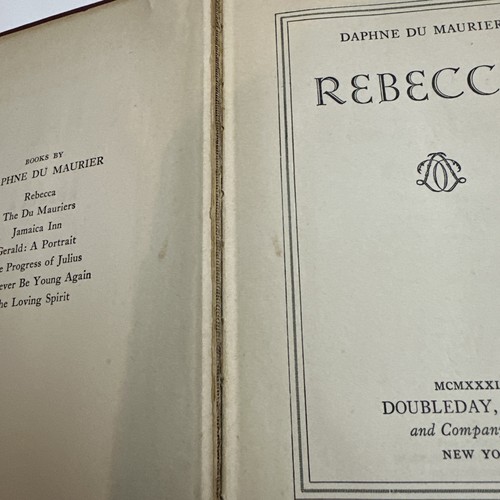 BOOKS BY
PHNE DU MAURIER
Rebecca
The Du Mauriers
Jamaica Inn
Gerald: A Portrait
e Progress of Julius
ever Be Young Again
he Loving Spirit
DAPHNE DU MAURIER
REBECC
MCMXXXI
DOUBLEDAY,
and Company
NEW YO